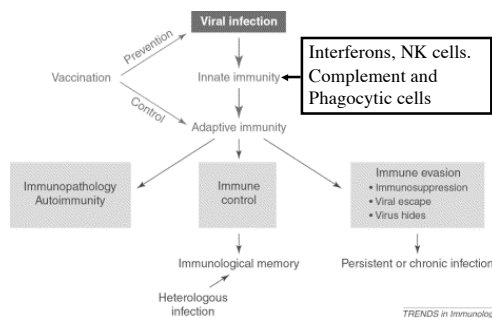 Viral infection
Prevention
Interferons, NK cells.
Complement and
Phagocytic cells
Vaccination
Innate immunity
Control
Adaptive immunity
Immunopathology
Autoimmunity
Immune
control
Immune evasion
• Immunosuppression
• Viral escape
• Virus hides
Immunological memory
Persistent or chronic infection
Heterologous
infection
TRENDS in Immunolog